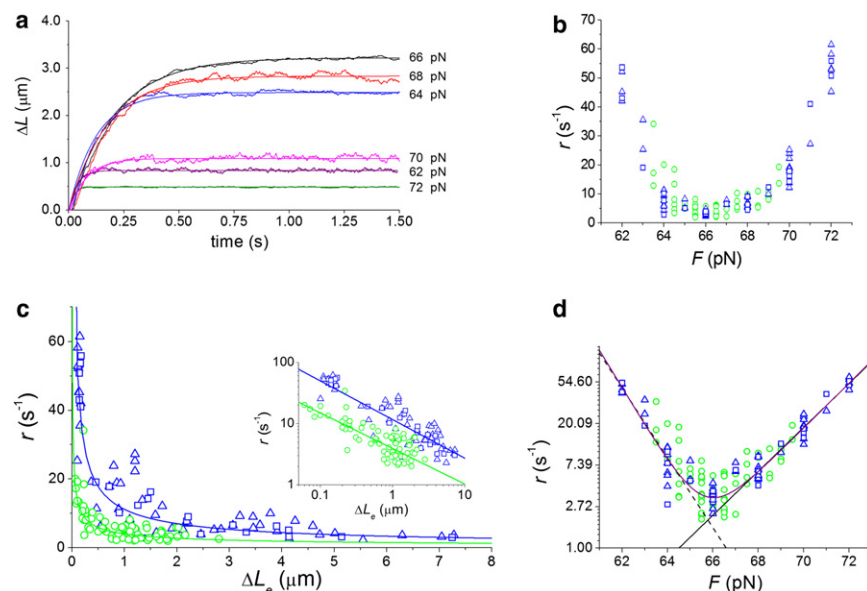 a
4.0
3.0
2.0
1.0
0.0
ΔL (μm)
0.00 0.25 0.50 0.75 1.00 1.25 1.50
time (s)
66 pN
68 pN
64 pN
70 pN
62 pN
72 pN
b
70
60
50
40
30
20
10
0
r (s⁻¹)
62 64 66 68 70 72
F (pN)
c
60
40
20
0
r (s⁻¹)
0 1 2 3 4 5 6 7 8
ΔLₑ (μm)
100
10
1
r (s⁻¹)
0.1 1 10
ΔLₑ (μm)
d
54.60
20.09
7.39
2.72
1.00
r (s⁻¹)
62 64 66 68 70 72
F (pN)